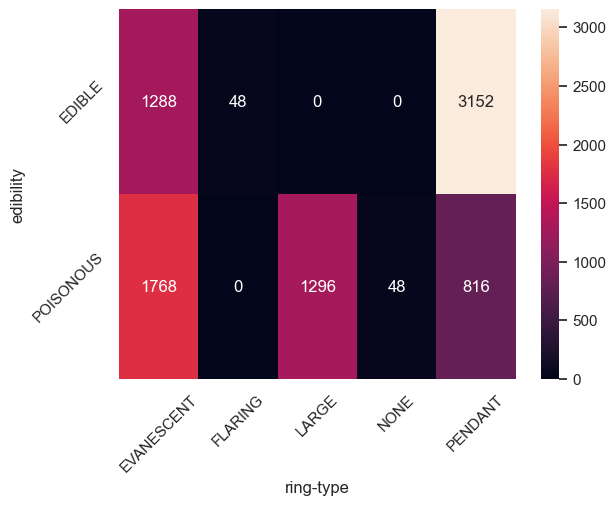 EDIBLE 1288 48 0 0 3152
POISONOUS 1768 0 1296 48 816
edibility
EVANESCENT FLARING LARGE NONE PENDANT
ring-type
3000
2500
2000
1500
1000
500
0